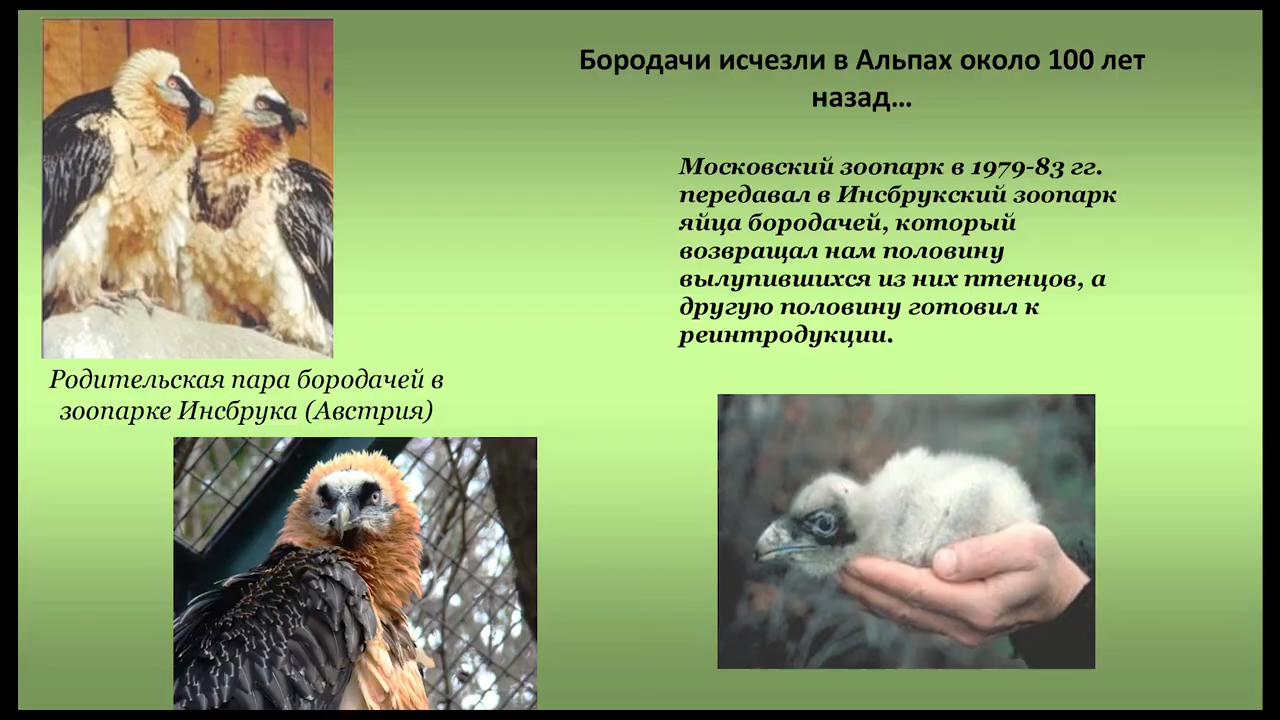 Бородачи исчезли в Альпах около 100 лет
назад…
Московский зоопарк в 1979-83 гг.
передавал в Инсбрукский зоопарк
яйца бородачей, который
возвращал нам половину
вылупившихся из них птенцов, а
другую половину готовил к
реинтродукции.
Родительская пара бородачей в
зоопарке Инсбрука (Австрия)